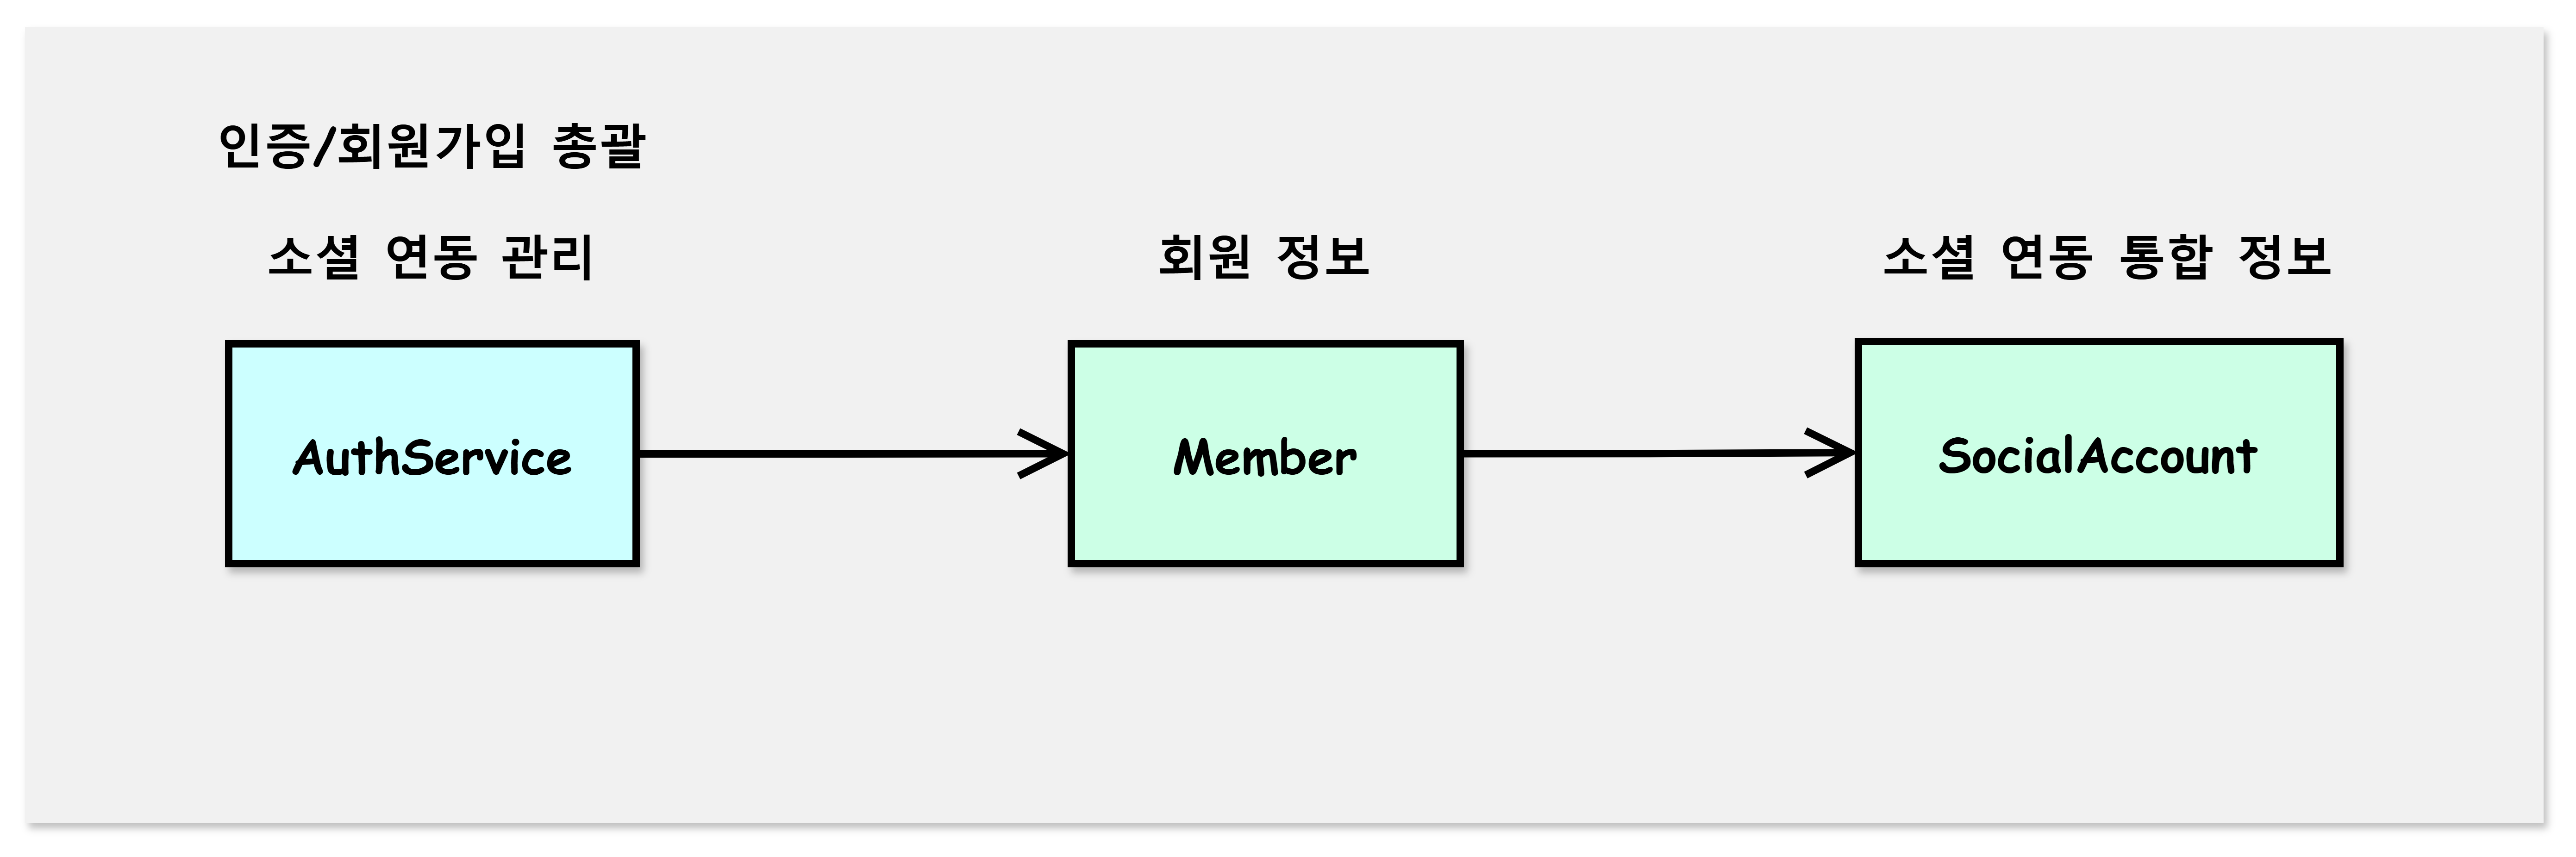 인증/회원가입 총괄
소셜 연동 관리
회원 정보
소셜 연동 통합 정보
AuthService
Member
SocialAccount